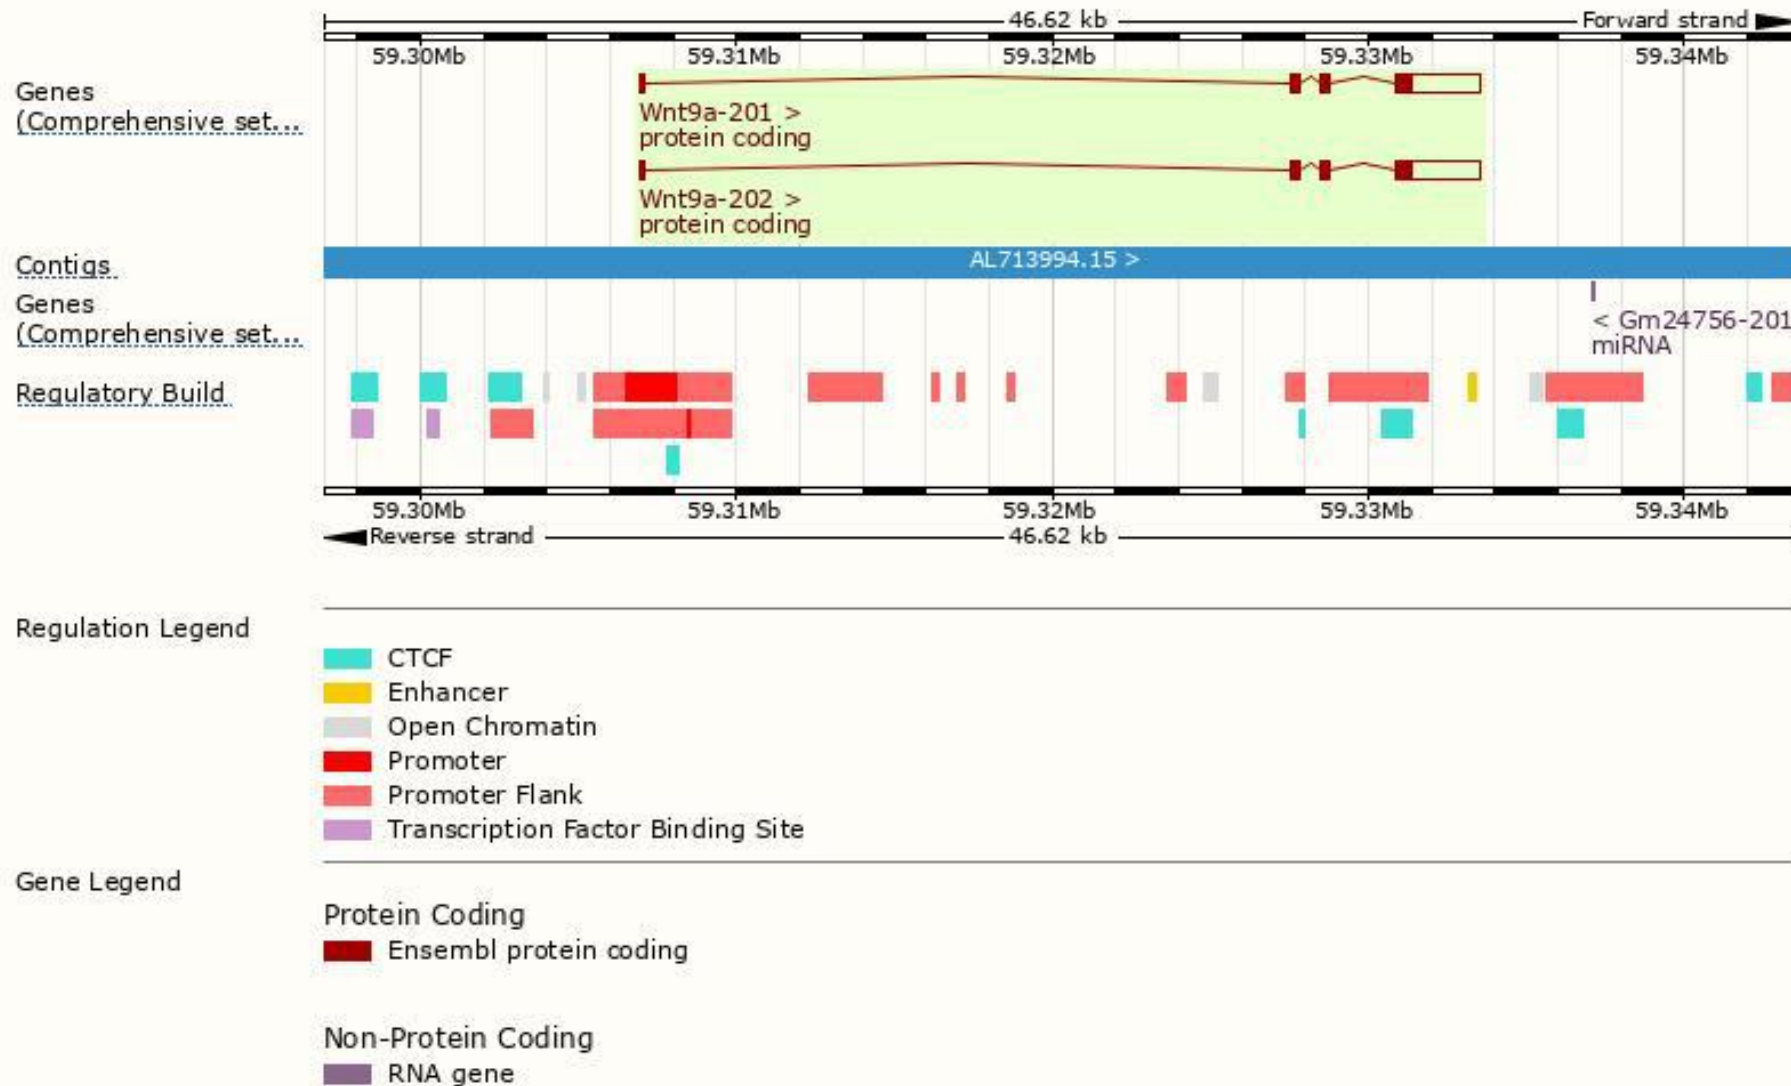 46.62 kb Forward strand
59.30Mb 59.31Mb 59.32Mb 59.33Mb 59.34Mb
Genes
(Comprehensive set...
Wnt9a-201 >
protein coding
Wnt9a-202 >
protein coding
Contigs
AL713994.15 >
Genes
(Comprehensive set...
< Gm24756-201
miRNA
Regulatory Build
59.30Mb 59.31Mb 59.32Mb 59.33Mb 59.34Mb
Reverse strand 46.62 kb
Regulation Legend
CTCF
Enhancer
Open Chromatin
Promoter
Promoter Flank
Transcription Factor Binding Site
Gene Legend
Protein Coding
Ensembl protein coding
Non-Protein Coding
RNA gene